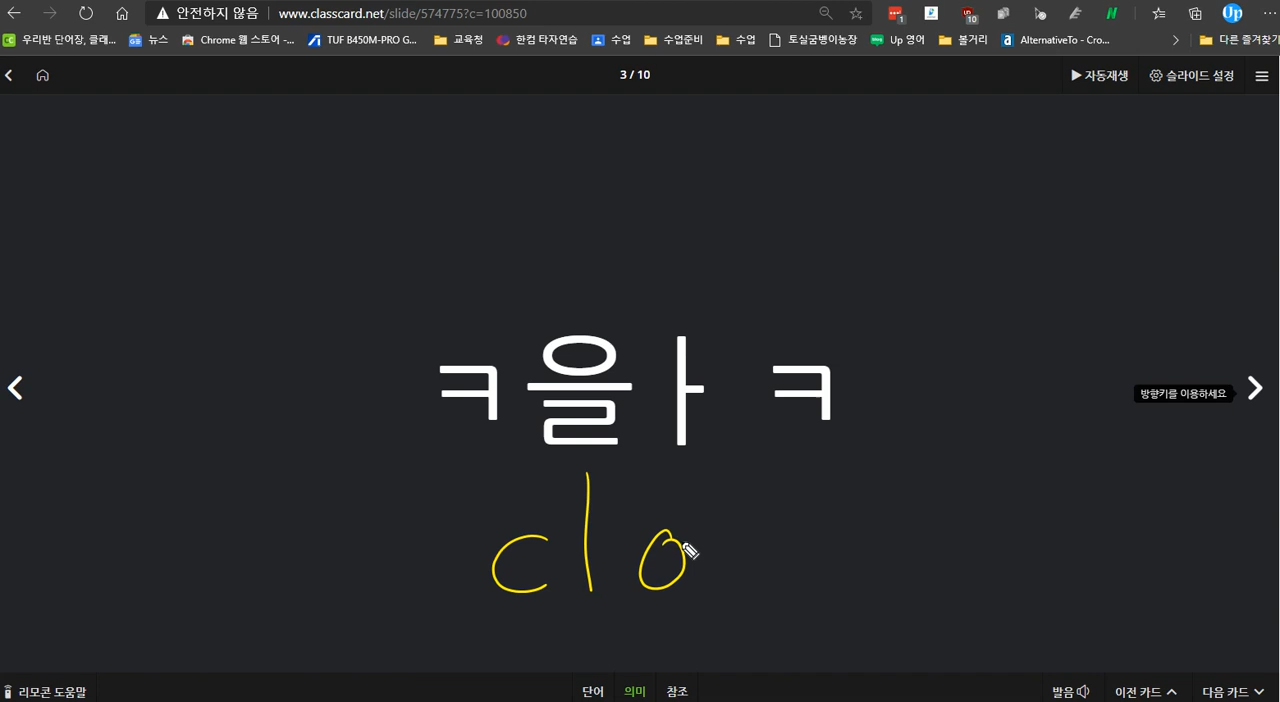 안전하지 않음 www.classcard.net/slide/574775?c=100850 1 10 Up
우리반 단어장, 클래... 뉴스 Chrome 웹 스토어 -... TUF B450M-PRO G... 교육청 한컴 타자연습 수업 수업준비 수업 토실굼벵이농장 Up 영어 볼거리 AlternativeTo - Cro... 다른 즐겨찾기
3 / 10 자동재생 슬라이드 설정
ㅋ을ㅏ ㅋ
방향키를 이용하세요
clo
리모콘 도움말 단어 의미 참조 발음 이전 카드 다음 카드